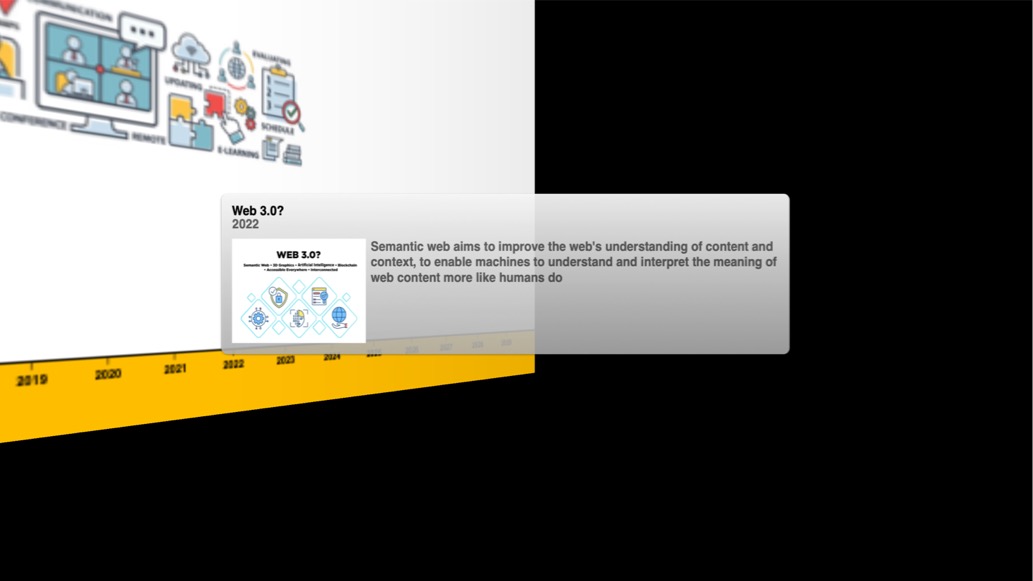 COMMUNICATION
EVALUATING
UPDATING
CONFERENCE
REMOTE
E-LEARNING
SCHEDULE
Web 3.0?
2022
WEB 3.0?
Semantic Web • 3D Graphics • Artificial Intelligence • Blockchain
• Accessible Everywhere • Interconnected
Semantic web aims to improve the web's understanding of content and
context, to enable machines to understand and interpret the meaning of
web content more like humans do
2019 2020 2021 2022 2023 2024 2025